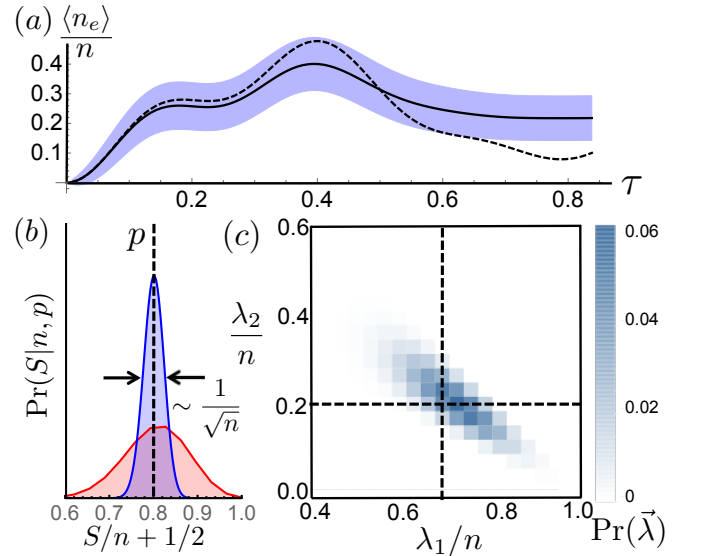 (a) ⟨n_e⟩/n
0.4
0.3
0.2
0.1
0.2 0.4 0.6 0.8 τ
(b) p
Pr(S|n, p)
~ 1/√n
0.6 0.7 0.8 0.9 1.0
S/n + 1/2
(c)
λ_2/n
0.6
0.4
0.2
0.0
0.4 0.6 0.8 1.0
λ_1/n
0.06
0.04
0.02
0
Pr(λ⃗)